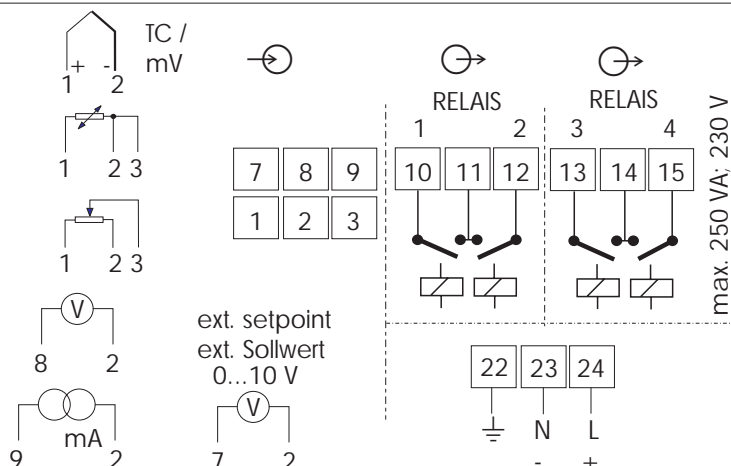 TC /
mV
1 + - 2
1 2 3
1 2 3
V
8 2
mA
9 2
7 8 9
1 2 3
ext. setpoint
ext. Sollwert
0...10 V
V
7 2
RELAIS
1 2
10 11 12
RELAIS
3 4
13 14 15
max. 250 VA; 230 V
22 23 24
N L
- +